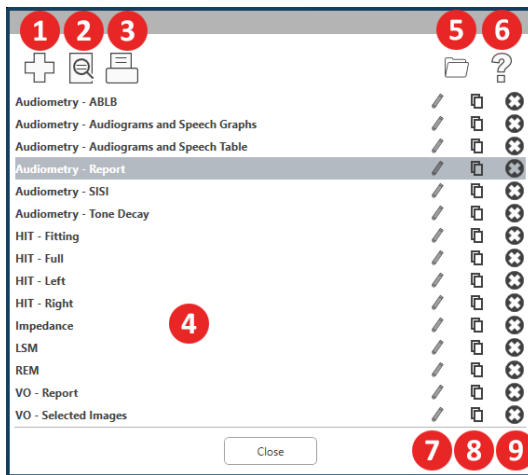 1 2 3 5 6
?
Audiometry - ABLB
Audiometry - Audiograms and Speech Graphs
Audiometry - Audiograms and Speech Table
Audiometry - Report
Audiometry - SISI
Audiometry - Tone Decay
HIT - Fitting
HIT - Full
HIT - Left
HIT - Right
Impedance
4
LSM
REM
VO - Report
VO - Selected Images
Close
7 8 9